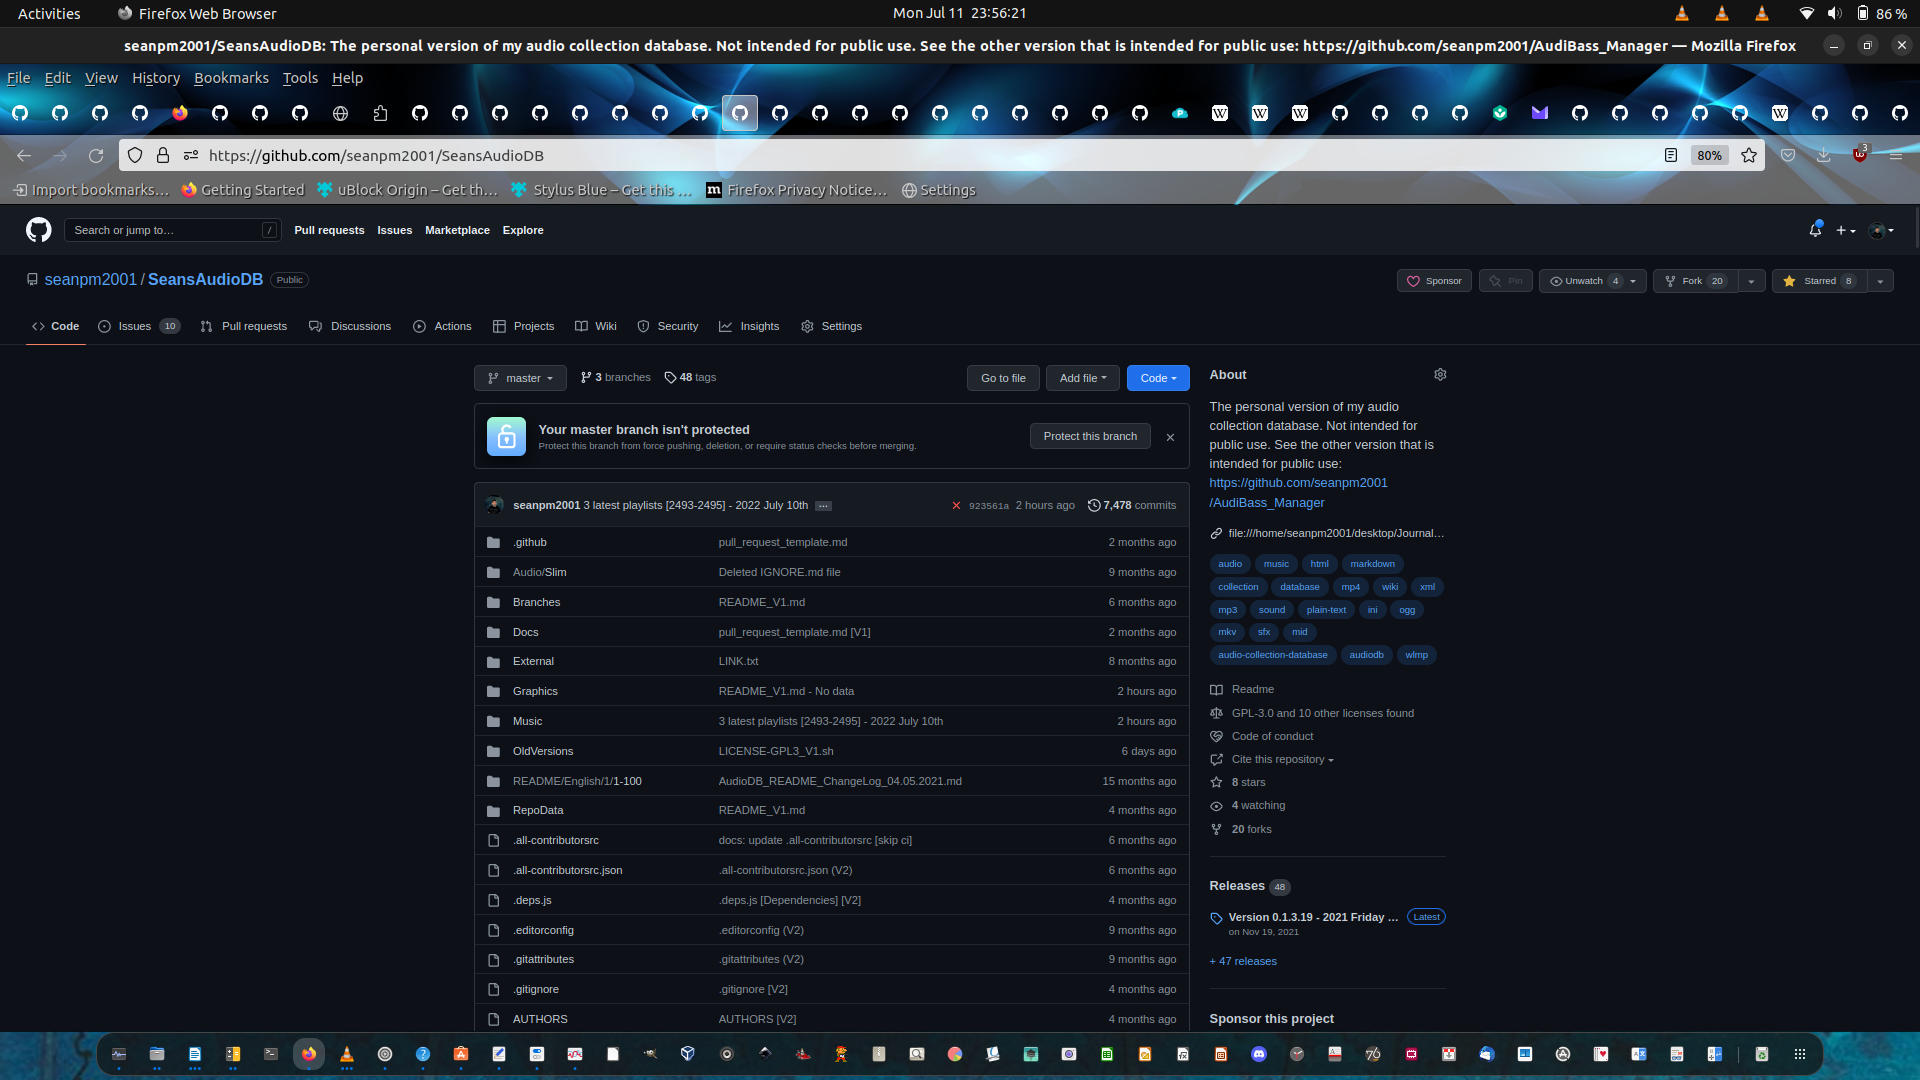 Activities Firefox Web Browser Mon Jul 11 23:56:21 86 %
seanpm2001/SeansAudioDB: The personal version of my audio collection database. Not intended for public use. See the other version that is intended for public use: https://github.com/seanpm2001/AudiBass_Manager — Mozilla Firefox
File Edit View History Bookmarks Tools Help
https://github.com/seanpm2001/SeansAudioDB 80% 3
Import bookmarks… Getting Started uBlock Origin – Get th… Stylus Blue – Get this … Firefox Privacy Notice… Settings
Search or jump to… / Pull requests Issues Marketplace Explore
seanpm2001 / SeansAudioDB Public Sponsor Pin Unwatch 4 Fork 20 Starred 8
Code Issues 10 Pull requests Discussions Actions Projects Wiki Security Insights Settings
master 3 branches 48 tags Go to file Add file Code
Your master branch isn't protected
Protect this branch from force pushing, deletion, or require status checks before merging.
Protect this branch
seanpm2001 3 latest playlists [2493-2495] - 2022 July 10th … 923561a 2 hours ago 7,478 commits
.github pull_request_template.md 2 months ago
Audio/Slim Deleted IGNORE.md file 9 months ago
Branches README_V1.md 6 months ago
Docs pull_request_template.md [V1] 2 months ago
External LINK.txt 8 months ago
Graphics README_V1.md - No data 2 hours ago
Music 3 latest playlists [2493-2495] - 2022 July 10th 2 hours ago
OldVersions LICENSE-GPL3_V1.sh 6 days ago
README/English/1/1-100 AudioDB_README_ChangeLog_04.05.2021.md 15 months ago
RepoData README_V1.md 4 months ago
.all-contributorsrc docs: update .all-contributorsrc [skip ci] 6 months ago
.all-contributorsrc.json .all-contributorsrc.json (V2) 6 months ago
.deps.js .deps.js [Dependencies] [V2] 4 months ago
.editorconfig .editorconfig (V2) 9 months ago
.gitattributes .gitattributes (V2) 9 months ago
.gitignore .gitignore [V2] 4 months ago
AUTHORS AUTHORS [V2] 4 months ago
About
The personal version of my audio
collection database. Not intended for
public use. See the other version that is
intended for public use:
https://github.com/seanpm2001
/AudiBass_Manager
file:///home/seanpm2001/desktop/Journal…
audio music html markdown
collection database mp4 wiki xml
mp3 sound plain-text ini ogg
mkv sfx mid
audio-collection-database audiodb wlmp
Readme
GPL-3.0 and 10 other licenses found
Code of conduct
Cite this repository
8 stars
4 watching
20 forks
Releases 48
Version 0.1.3.19 - 2021 Friday … Latest
on Nov 19, 2021
+ 47 releases
Sponsor this project